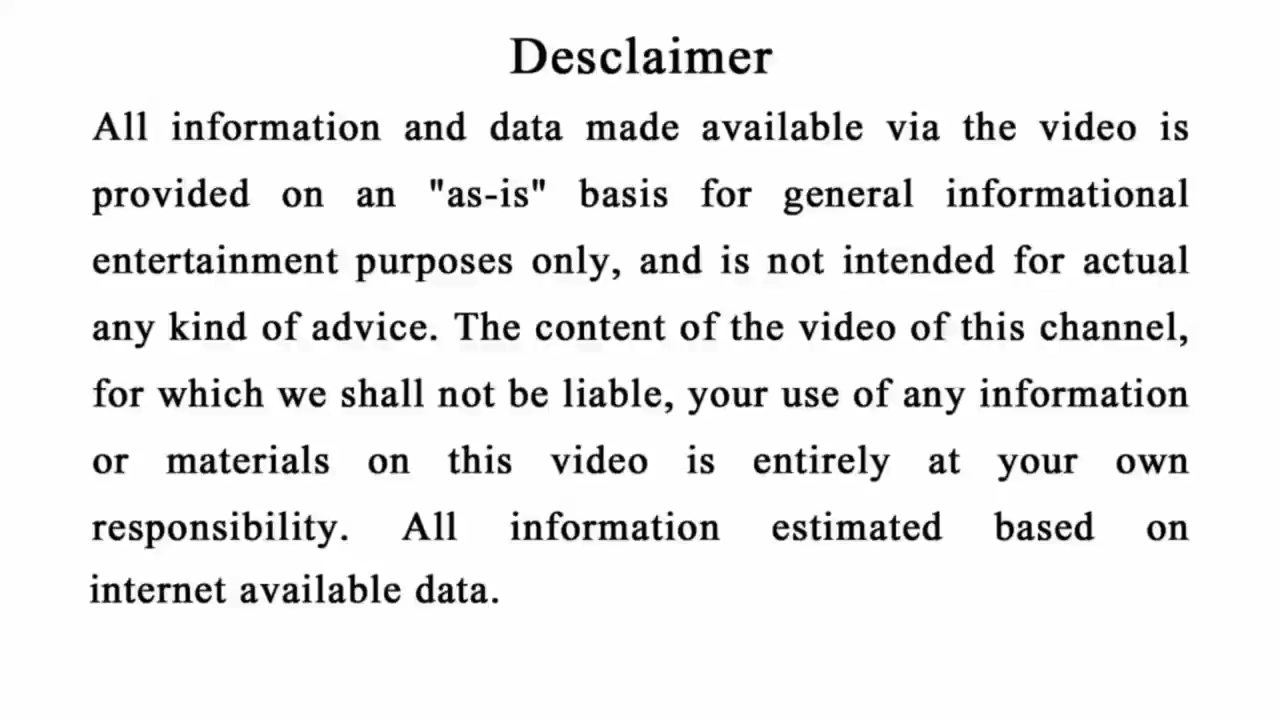 Desclaimer
All information and data made available via the video is
provided on an "as-is" basis for general informational
entertainment purposes only, and is not intended for actual
any kind of advice. The content of the video of this channel,
for which we shall not be liable, your use of any information
or materials on this video is entirely at your own
responsibility. All information estimated based on
internet available data.